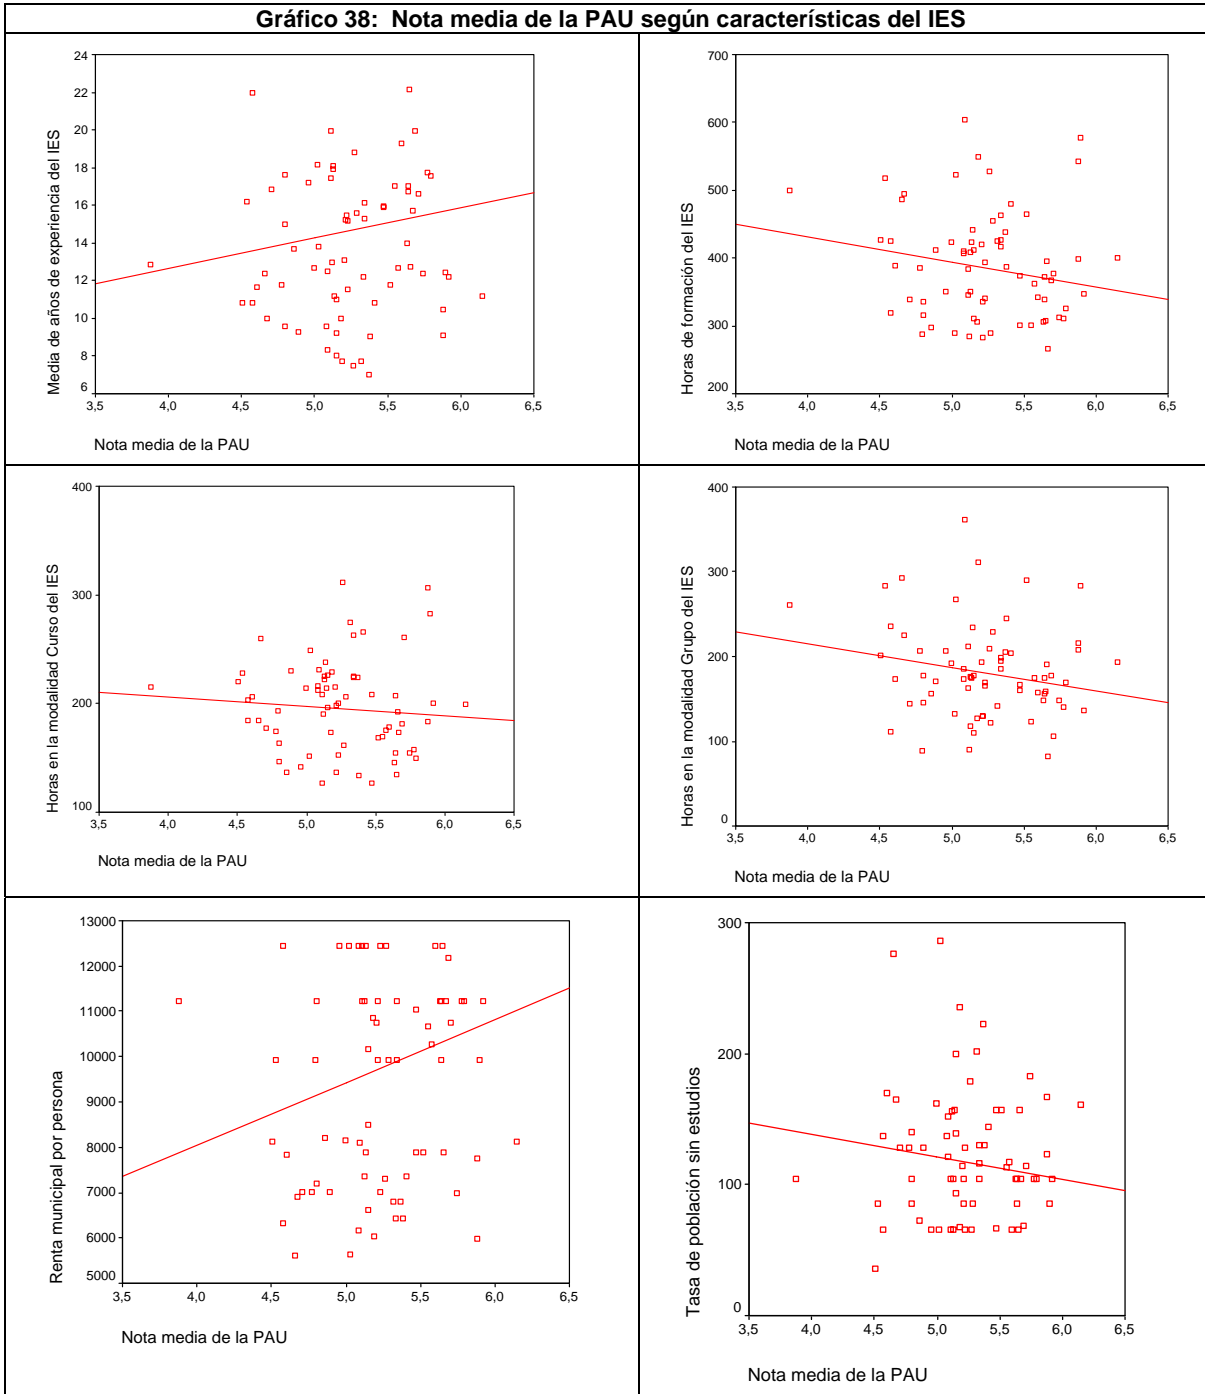 Gráfico 38: Nota media de la PAU según características del IES
Media de años de experiencia del IES
24
22
20
18
16
14
12
10
8
6
3,5 4,0 4,5 5,0 5,5 6,0 6,5
Nota media de la PAU
Horas de formación del IES
700
600
500
400
300
200
3,5 4,0 4,5 5,0 5,5 6,0 6,5
Nota media de la PAU
Horas en la modalidad Curso del IES
400
300
200
100
3,5 4,0 4,5 5,0 5,5 6,0 6,5
Nota media de la PAU
Horas en la modalidad Grupo del IES
400
300
200
100
0
3,5 4,0 4,5 5,0 5,5 6,0 6,5
Nota media de la PAU
Renta municipal por persona
13000
12000
11000
10000
9000
8000
7000
6000
5000
3,5 4,0 4,5 5,0 5,5 6,0 6,5
Nota media de la PAU
Tasa de población sin estudios
300
200
100
0
3,5 4,0 4,5 5,0 5,5 6,0 6,5
Nota media de la PAU